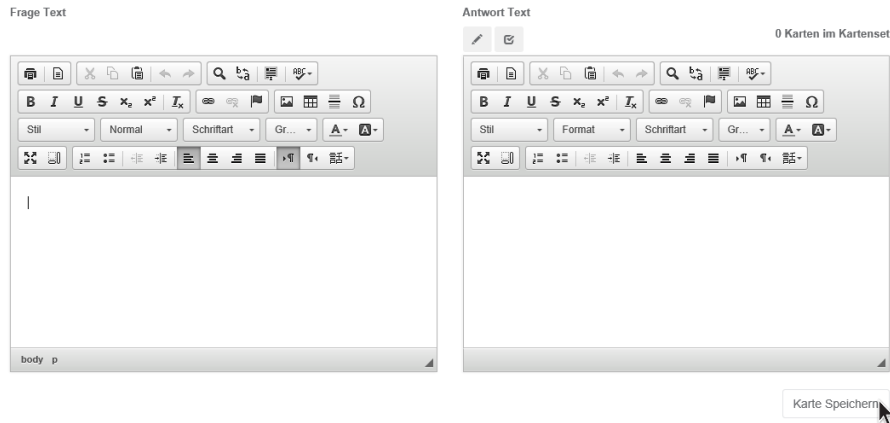 Frage Text
Antwort Text
0 Karten im Kartenset
Stil
Normal
Schriftart
Gr...
Stil
Format
Schriftart
Gr...
body p
Karte Speichern